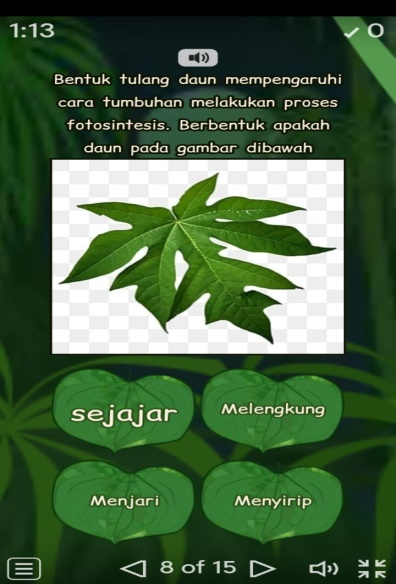 1:13
✓ 0
Bentuk tulang daun mempengaruhi
cara tumbuhan melakukan proses
fotosintesis. Berbentuk apakah
daun pada gambar dibawah
sejajar
Melengkung
Menjari
Menyirip
8 of 15